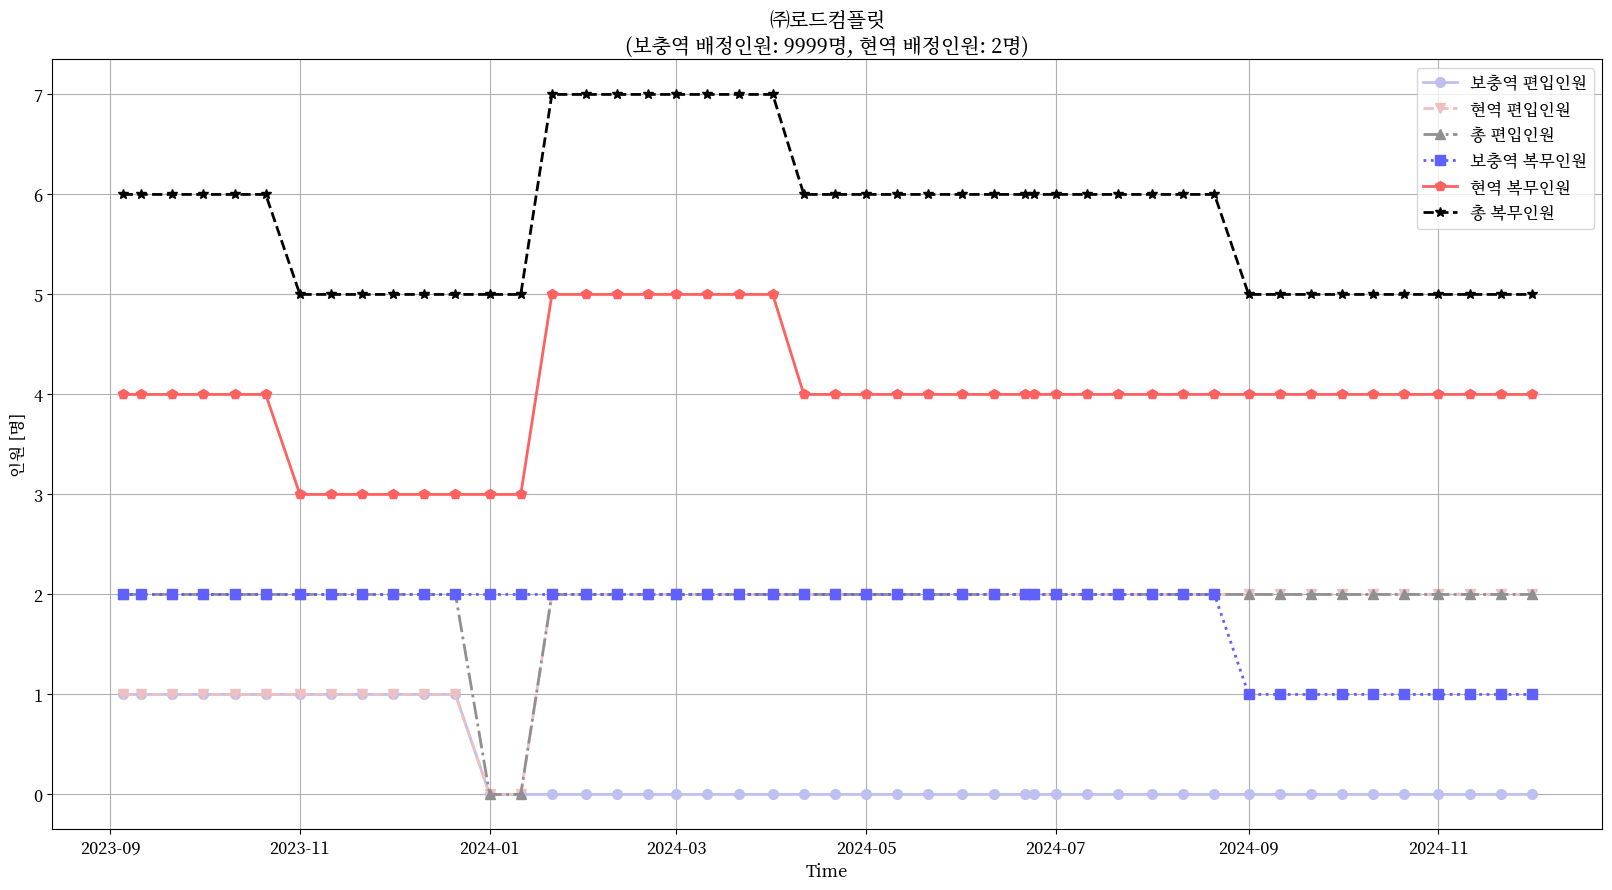 ㈜로드컴플릿
(보충역 배정인원: 9999명, 현역 배정인원: 2명)
보충역 편입인원
현역 편입인원
총 편입인원
보충역 복무인원
현역 복무인원
총 복무인원
인원 [명]
7
6
5
4
3
2
1
0
2023-09
2023-11
2024-01
2024-03
2024-05
2024-07
2024-09
2024-11
Time